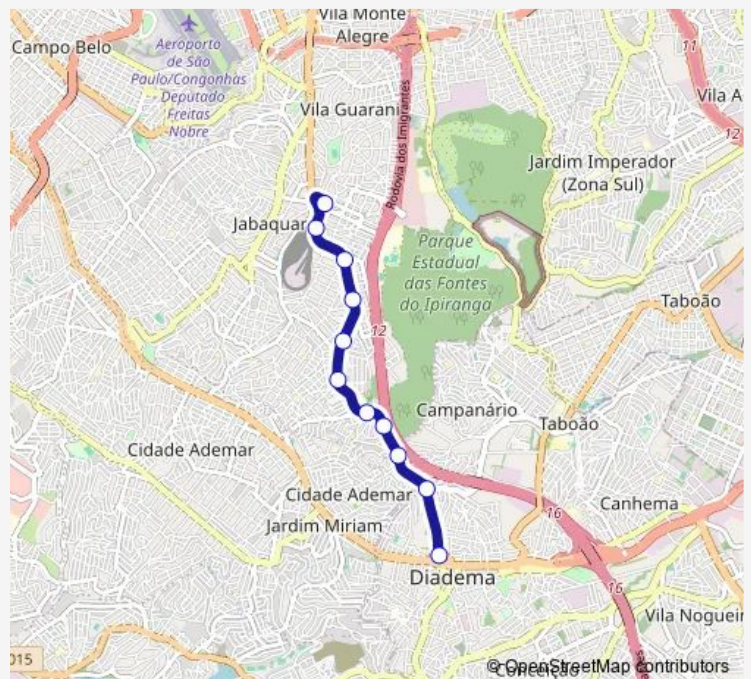 Vila Monte
Alegre
Campo Belo
Aeroporto
de São
Paulo/Congonhas
Deputado
Freitas
Nobre
11
Vila A
12
Vila Guarani
Rodovia dos Imigrantes
Jardim Imperador
(Zona Sul)
Jabaquar
Parque
Estadual
das Fontes
do Ipiranga
Taboão
12
Campanário
Taboão
Cidade Ademar
Cidade Ademar
Canhema
16
Jardim Miriam
Diadema
16
Vila Nogueir
015
© OpenStreetMap contributors
Conceição